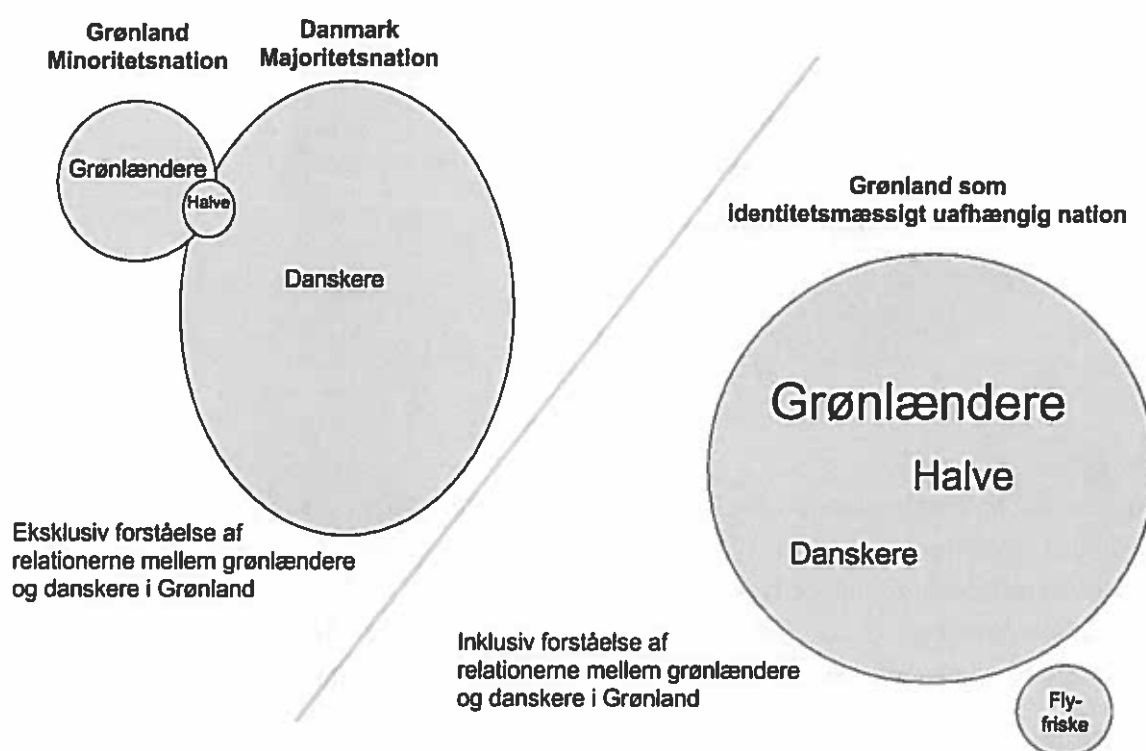 Grønland
Minoritetsnation
Danmark
Majoritetsnation
Grønlændere
Halve
Danskere
Eksklusiv forståelse af
relationerne mellem grønlændere
og danskere i Grønland
Grønland som
identitetsmæssigt uafhængig nation
Grønlændere
Halve
Danskere
Inklusiv forståelse af
relationerne mellem grønlændere
og danskere i Grønland
Fly-
friske